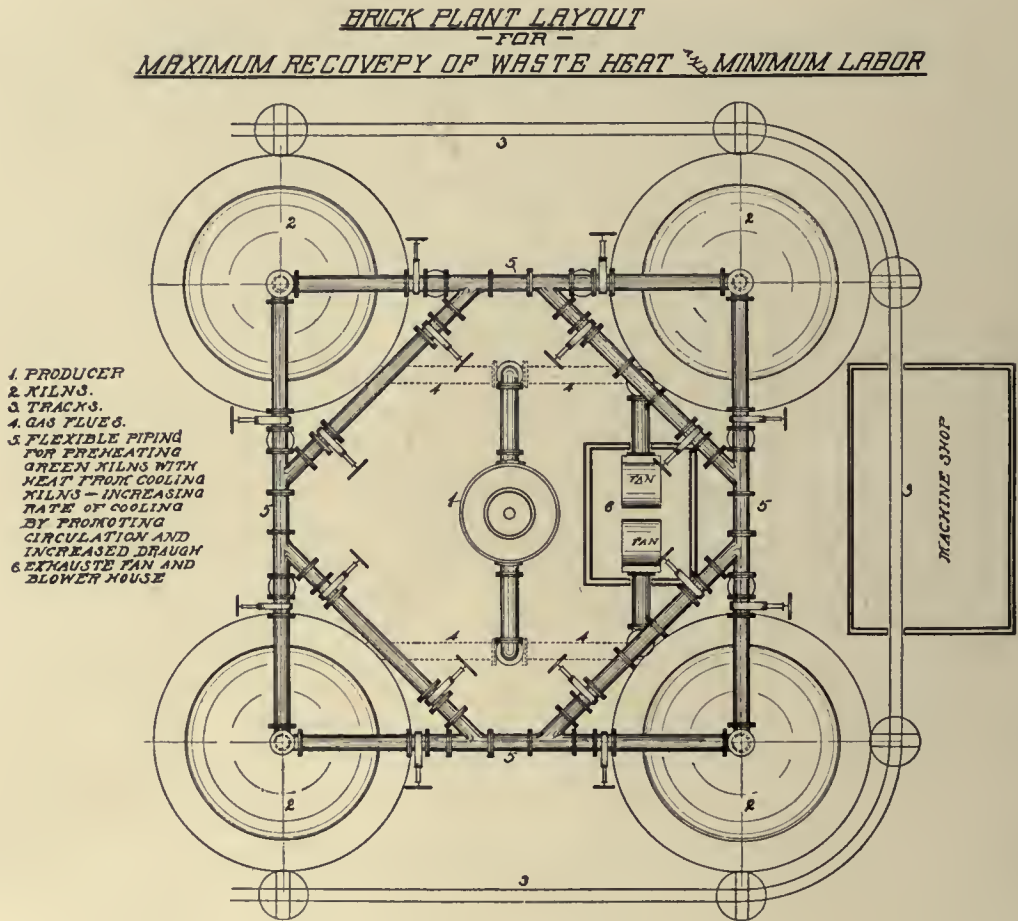 BRICK PLANT LAYOUT
- FOR -
MAXIMUM RECOVEPY OF WASTE HEAT AND MINIMUM LABOR
3
2
2
5
1. PRODUCER
2 KILNS.
3. TRACKS.
4. GAS FLUES.
5. FLEXIBLE PIPING
FOR PREHEATING
GREEN KILNS WITH
HEAT FROM COOLING
KILNS - INCREASING
RATE OF COOLING
BY PROMOTING
CIRCULATION AND
INCREASED DRAUGH
6 EXHAUSTE FAN AND
BLOWER HOUSE
4
4
1
FAN
6
FAN
5
5
3
MACHINE SHOP
4
4
5
2
2
3